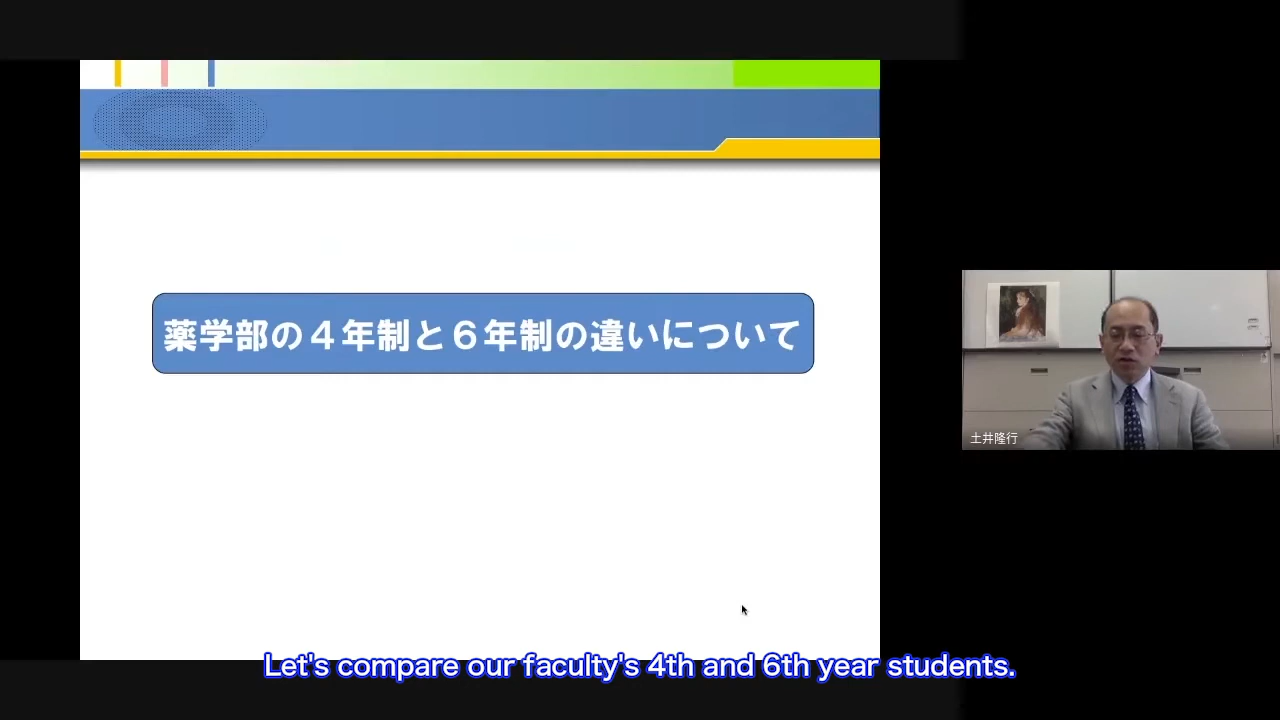 薬学部の４年制と６年制の違いについて
土井隆行
Let's compare our faculty's 4th and 6th year students.